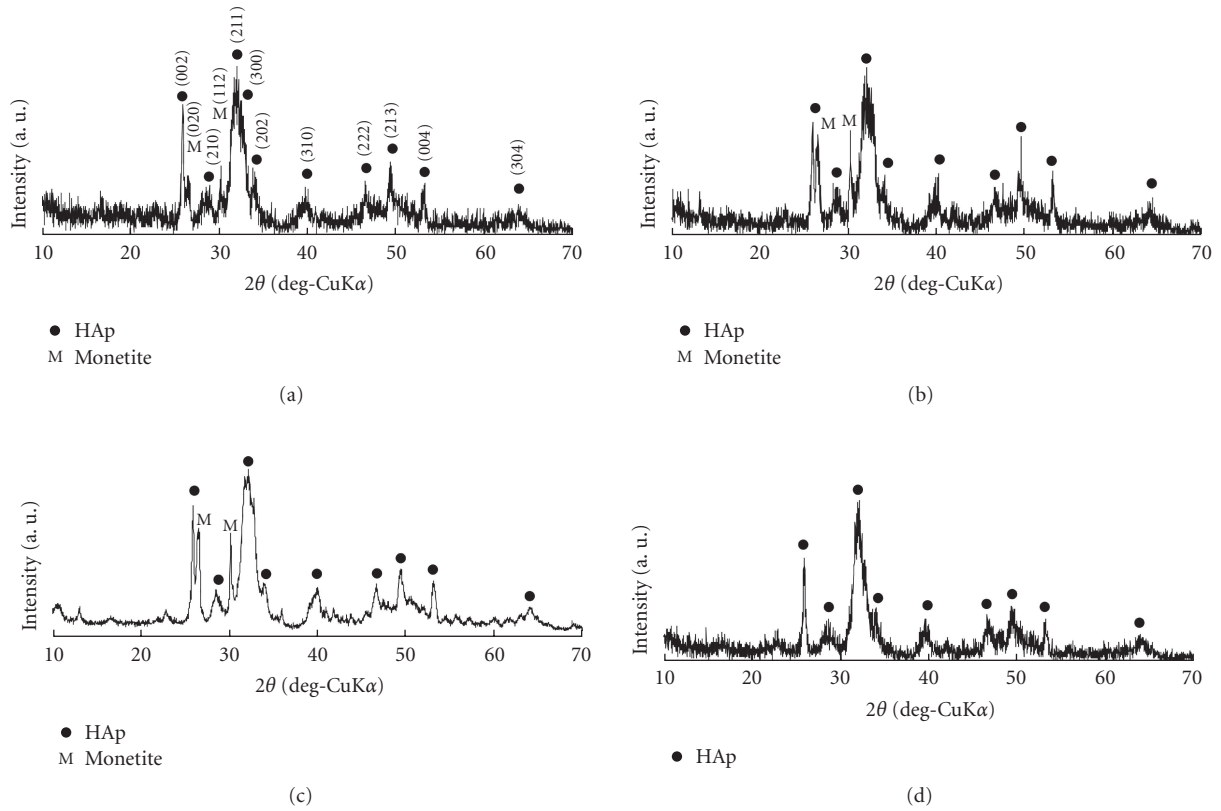 (002)
(020)
(210)
(112)
(211)
(300)
(202)
(310)
(222)
(213)
(004)
(304)
M
M
Intensity (a. u.)
10 20 30 40 50 60 70
2θ (deg-CuKα)
● HAp
M Monetite
(a)
M
M
Intensity (a. u.)
10 20 30 40 50 60 70
2θ (deg-CuKα)
● HAp
M Monetite
(b)
M
M
Intensity (a. u.)
10 20 30 40 50 60 70
2θ (deg-CuKα)
● HAp
M Monetite
(c)
Intensity (a. u.)
10 20 30 40 50 60 70
2θ (deg-CuKα)
● HAp
(d)